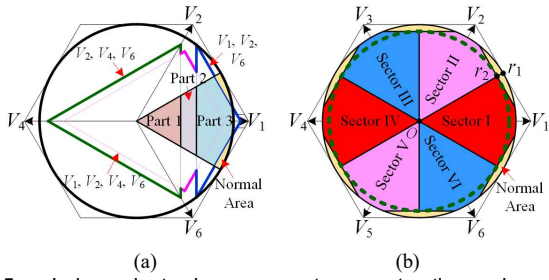 V2
V1, V2,
V6
V2, V4, V6
Part 2
V4
Part 1
Part 3
V1
V1, V2, V4, V6
Normal
Area
V6
(a)
V3
V2
r1
r2
Sector II
Sector III
V4
Sector IV
Sector I
O
V1
Sector V
Sector VI
Normal
Area
V5
V6
(b)